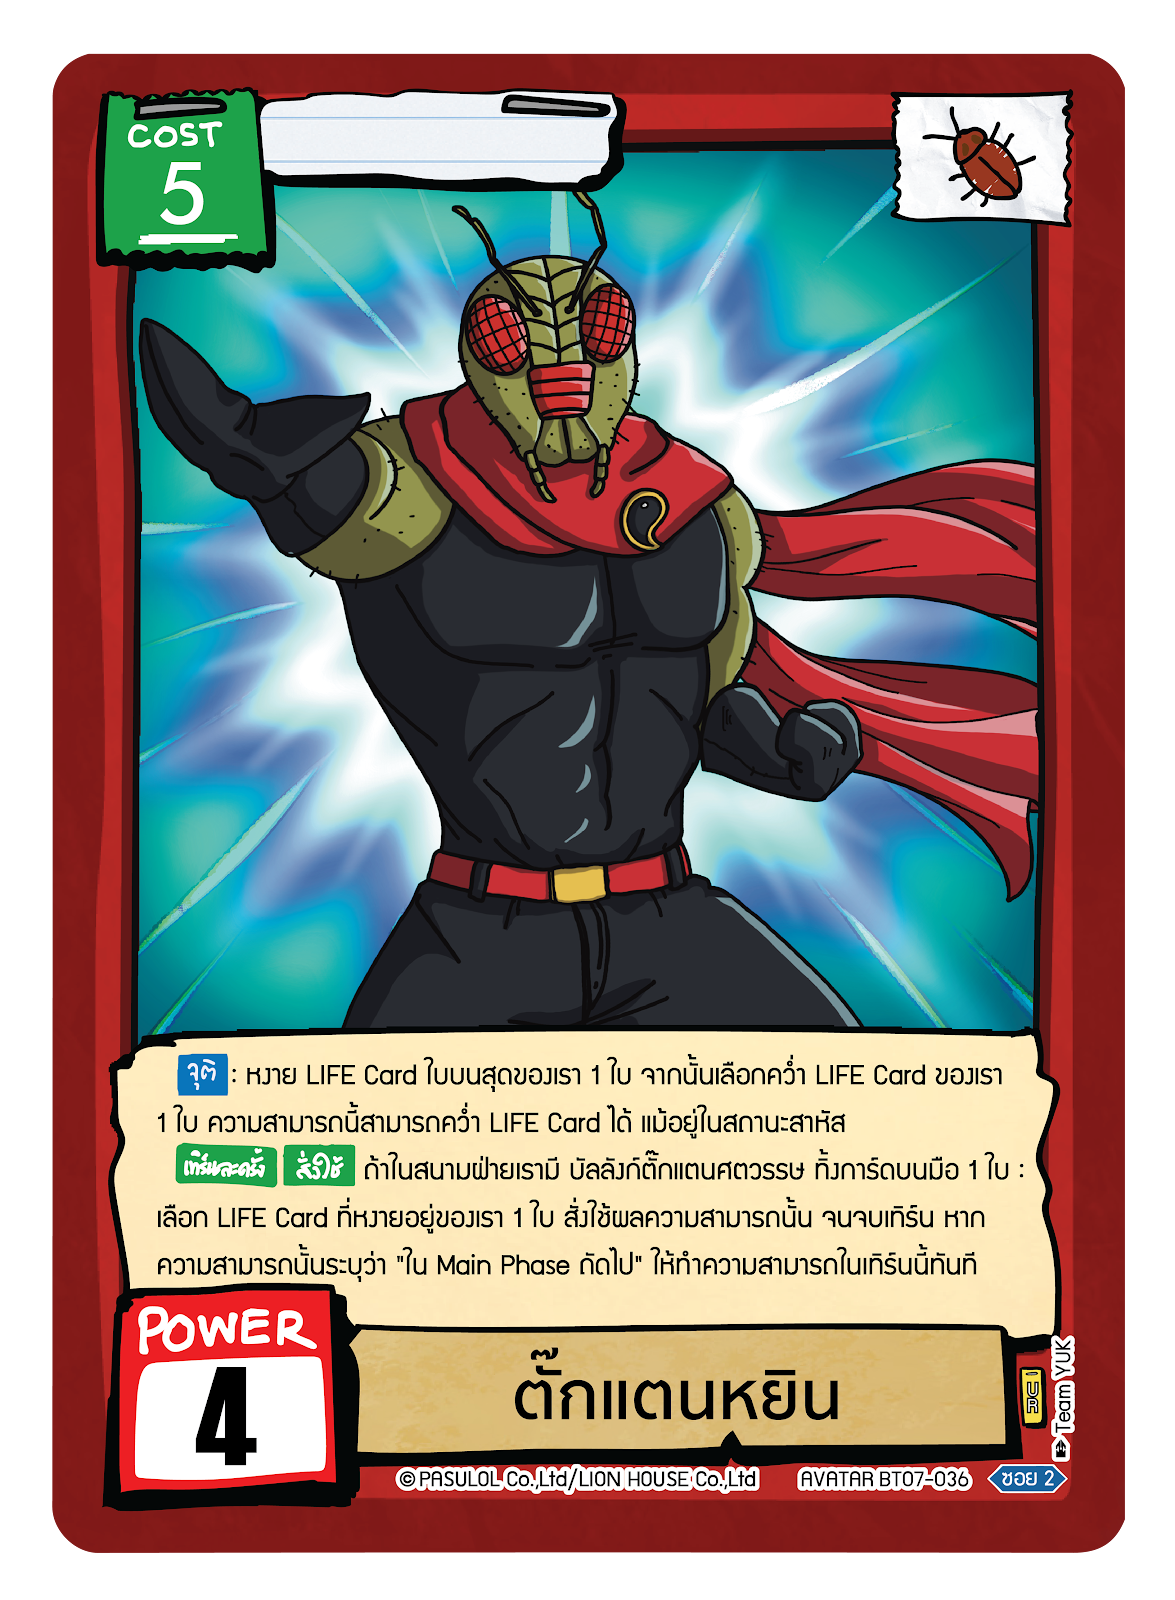 COST
5
จุติ : หงาย LIFE Card ใบบนสุดของเรา 1 ใบ จากนั้นเลือกคว่ำ LIFE Card ของเรา
1 ใบ ความสามารถนี้สามารถคว่ำ LIFE Card ได้ แม้อยู่ในสถานะสาหัส
เทิร์นละครั้ง สั่งใช้ ถ้าในสนามฝ่ายเรามี บัลลังก์ตั๊กแตนศตวรรษ ทิ้งการ์ดบนมือ 1 ใบ :
เลือก LIFE Card ที่หงายอยู่ของเรา 1 ใบ สั่งใช้ผลความสามารถนั้น จนจบเทิร์น หาก
ความสามารถนั้นระบุว่า "ใน Main Phase ถัดไป" ให้ทำความสามารถในเทิร์นนี้ทันที
POWER
4
ตั๊กแตนหยิน
UR
Team YUK
© PASULOL Co.,Ltd/LION HOUSE Co.,Ltd AVATAR BT07-036 ซอย 2